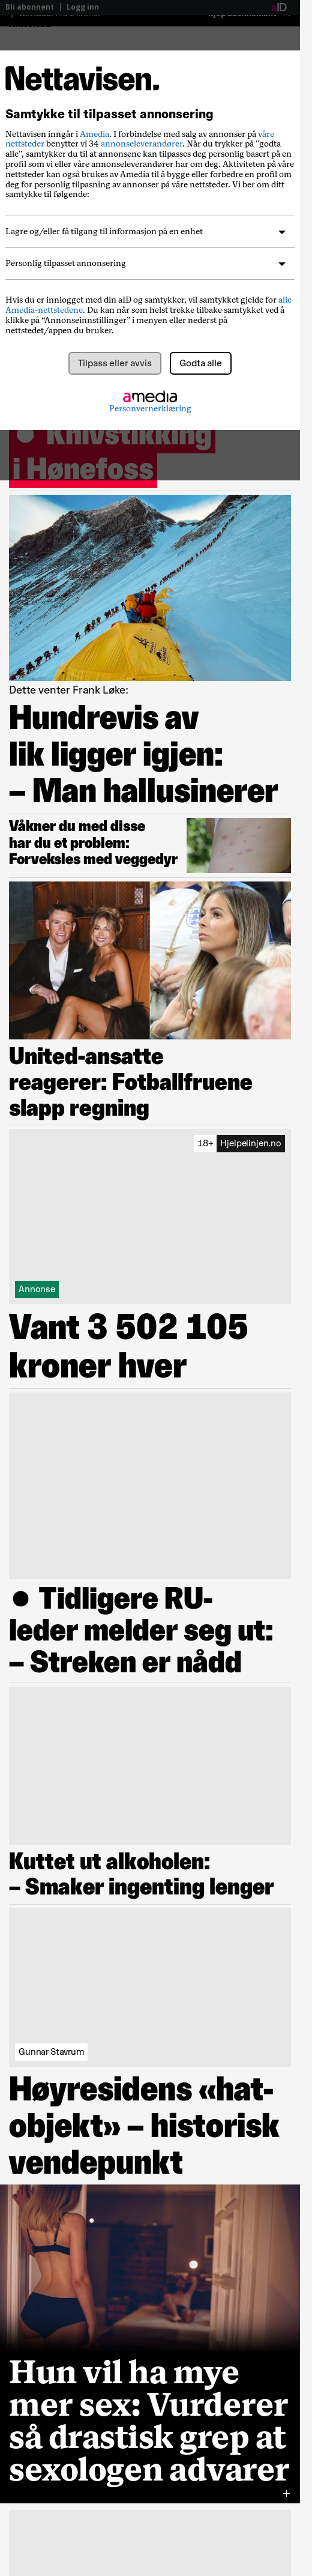 Bli abonnent | Logg inn
aID
Nettavisen.
Samtykke til tilpasset annonsering
Nettavisen inngår i Amedia. I forbindelse med salg av annonser på våre
nettsteder benytter vi 34 annonseleverandører. Når du trykker på "godta
alle", samtykker du til at annonsene kan tilpasses deg personlig basert på en
profil som vi eller våre annonseleverandører har om deg. Aktiviteten på våre
nettsteder kan også brukes av Amedia til å bygge eller forbedre en profil om
deg for personlig tilpasning av annonser på våre nettsteder. Vi ber om ditt
samtykke til følgende:
Lagre og/eller få tilgang til informasjon på en enhet
Personlig tilpasset annonsering
Hvis du er innlogget med din aID og samtykker, vil samtykket gjelde for alle
Amedia-nettstedene. Du kan når som helst trekke tilbake samtykket ved å
klikke på “Annonseinnstillinger” i menyen eller nederst på
nettstedet/appen du bruker.
Tilpass eller avvis
Godta alle
amedia
Personvernerklæring
● Knivstikking
i Hønefoss
Dette venter Frank Løke:
Hundrevis av
lik ligger igjen:
– Man hallusinerer
Våkner du med disse
har du et problem:
Forveksles med veggedyr
United-ansatte
reagerer: Fotballfruene
slapp regning
18+ Hjelpelinjen.no
Annonse
Vant 3 502 105
kroner hver
● Tidligere RU-
leder melder seg ut:
– Streken er nådd
Kuttet ut alkoholen:
– Smaker ingenting lenger
Gunnar Stavrum
Høyresidens «hat-
objekt» – historisk
vendepunkt
Hun vil ha mye
mer sex: Vurderer
så drastisk grep at
sexologen advarer
+